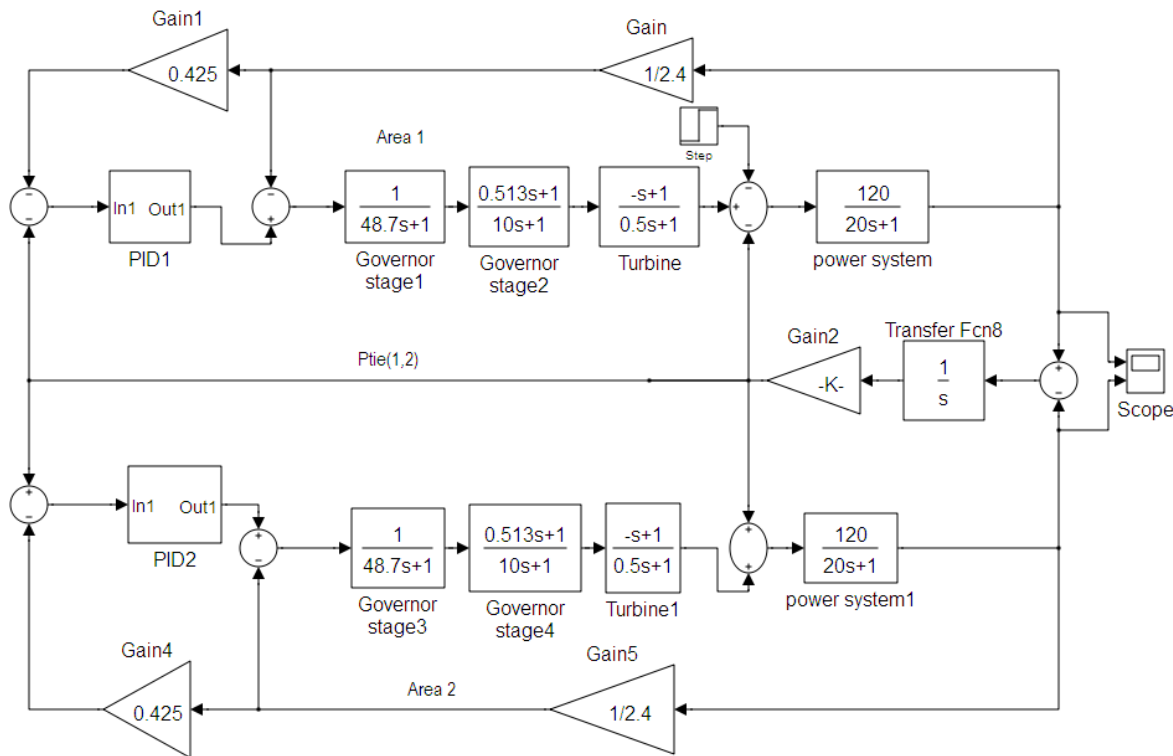 Gain1
0.425
Gain
1/2.4
Step
Area 1
In1 Out1
PID1
1
48.7s+1
Governor
stage1
0.513s+1
10s+1
Governor
stage2
-s+1
0.5s+1
Turbine
120
20s+1
power system
Ptie(1,2)
Gain2
-K-
Transfer Fcn8
1
s
Scope
In1 Out1
PID2
1
48.7s+1
Governor
stage3
0.513s+1
10s+1
Governor
stage4
-s+1
0.5s+1
Turbine1
120
20s+1
power system1
Gain4
0.425
Area 2
Gain5
1/2.4